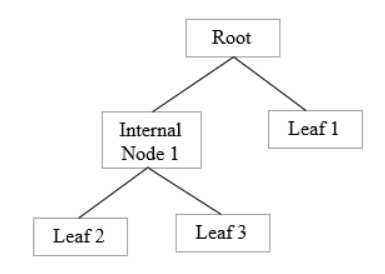 Root
Internal
Node 1
Leaf 1
Leaf 2
Leaf 3